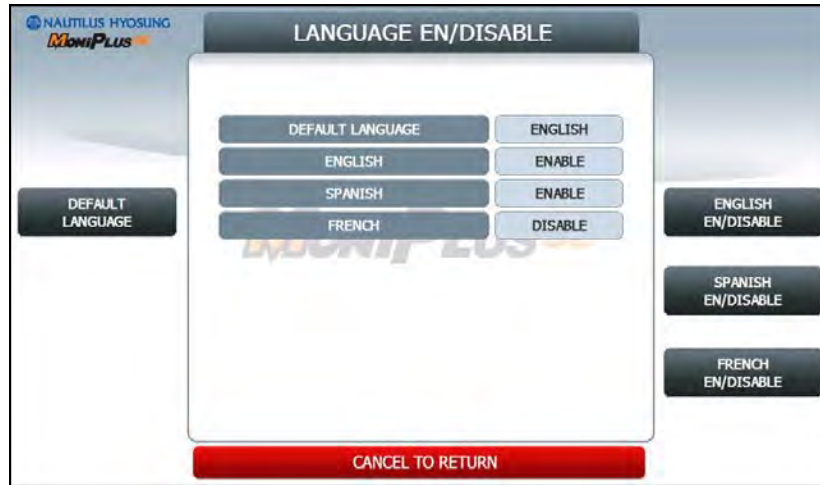 NAUTILUS HYOSUNG
MONIPLUS
LANGUAGE EN/DISABLE
DEFAULT LANGUAGE ENGLISH
ENGLISH ENABLE
SPANISH ENABLE
FRENCH DISABLE
MONIPLUS
DEFAULT
LANGUAGE
ENGLISH
EN/DISABLE
SPANISH
EN/DISABLE
FRENCH
EN/DISABLE
CANCEL TO RETURN